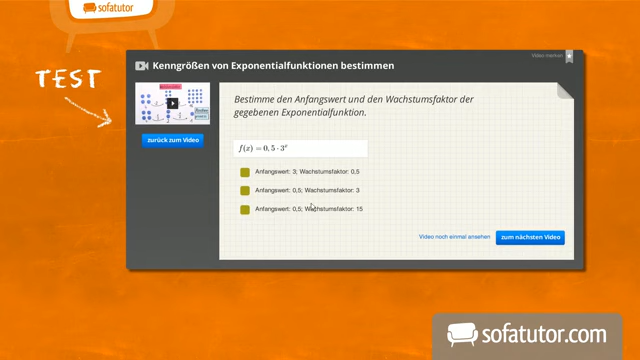 sofatutor
TEST
Video merken
Kenngrößen von Exponentialfunktionen bestimmen
Bestimme den Anfangswert und den Wachstumsfaktor der
gegebenen Exponentialfunktion.
zurück zum Video
f(x) = 0,5 · 3ˣ
Anfangswert: 3; Wachstumsfaktor: 0,5
Anfangswert: 0,5; Wachstumsfaktor: 3
Anfangswert: 0,5; Wachstumsfaktor: 15
Video noch einmal ansehen
zum nächsten Video
sofatutor.com